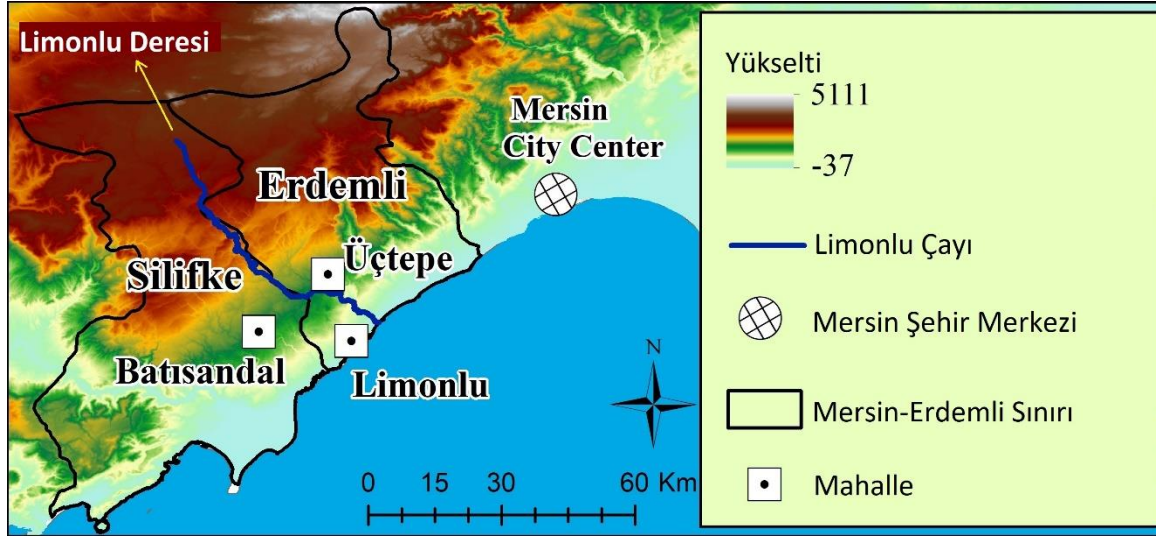 Limonlu Deresi
Mersin
City Center
Erdemli
Üçtepe
Silifke
Batısandal
Limonlu
N
0 15 30 60 Km
Yükselti
5111
-37
Limonlu Çayı
Mersin Şehir Merkezi
Mersin-Erdemli Sınırı
Mahalle